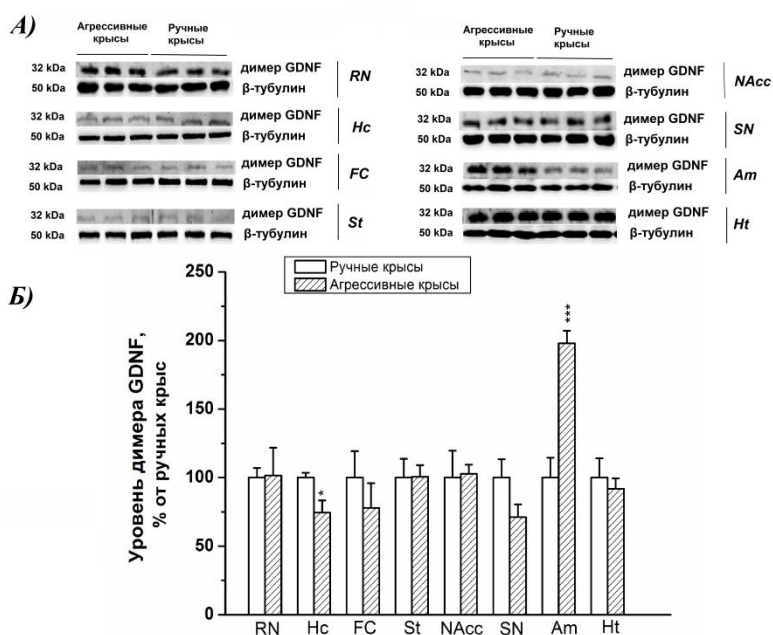 А)
Агрессивные
крысы
Ручные
крысы
32 kDa
димер GDNF
50 kDa
β-тубулин
RN
32 kDa
димер GDNF
50 kDa
β-тубулин
Hc
32 kDa
димер GDNF
50 kDa
β-тубулин
FC
32 kDa
димер GDNF
50 kDa
β-тубулин
St
Агрессивные
крысы
Ручные
крысы
32 kDa
димер GDNF
50 kDa
β-тубулин
NAcc
32 kDa
димер GDNF
50 kDa
β-тубулин
SN
32 kDa
димер GDNF
50 kDa
β-тубулин
Am
32 kDa
димер GDNF
50 kDa
β-тубулин
Ht
Б)
Ручные крысы
Агрессивные крысы
Уровень димера GDNF,
% от ручных крыс
250
200
150
100
50
0
*
***
RN Hc FC St NAcc SN Am Ht